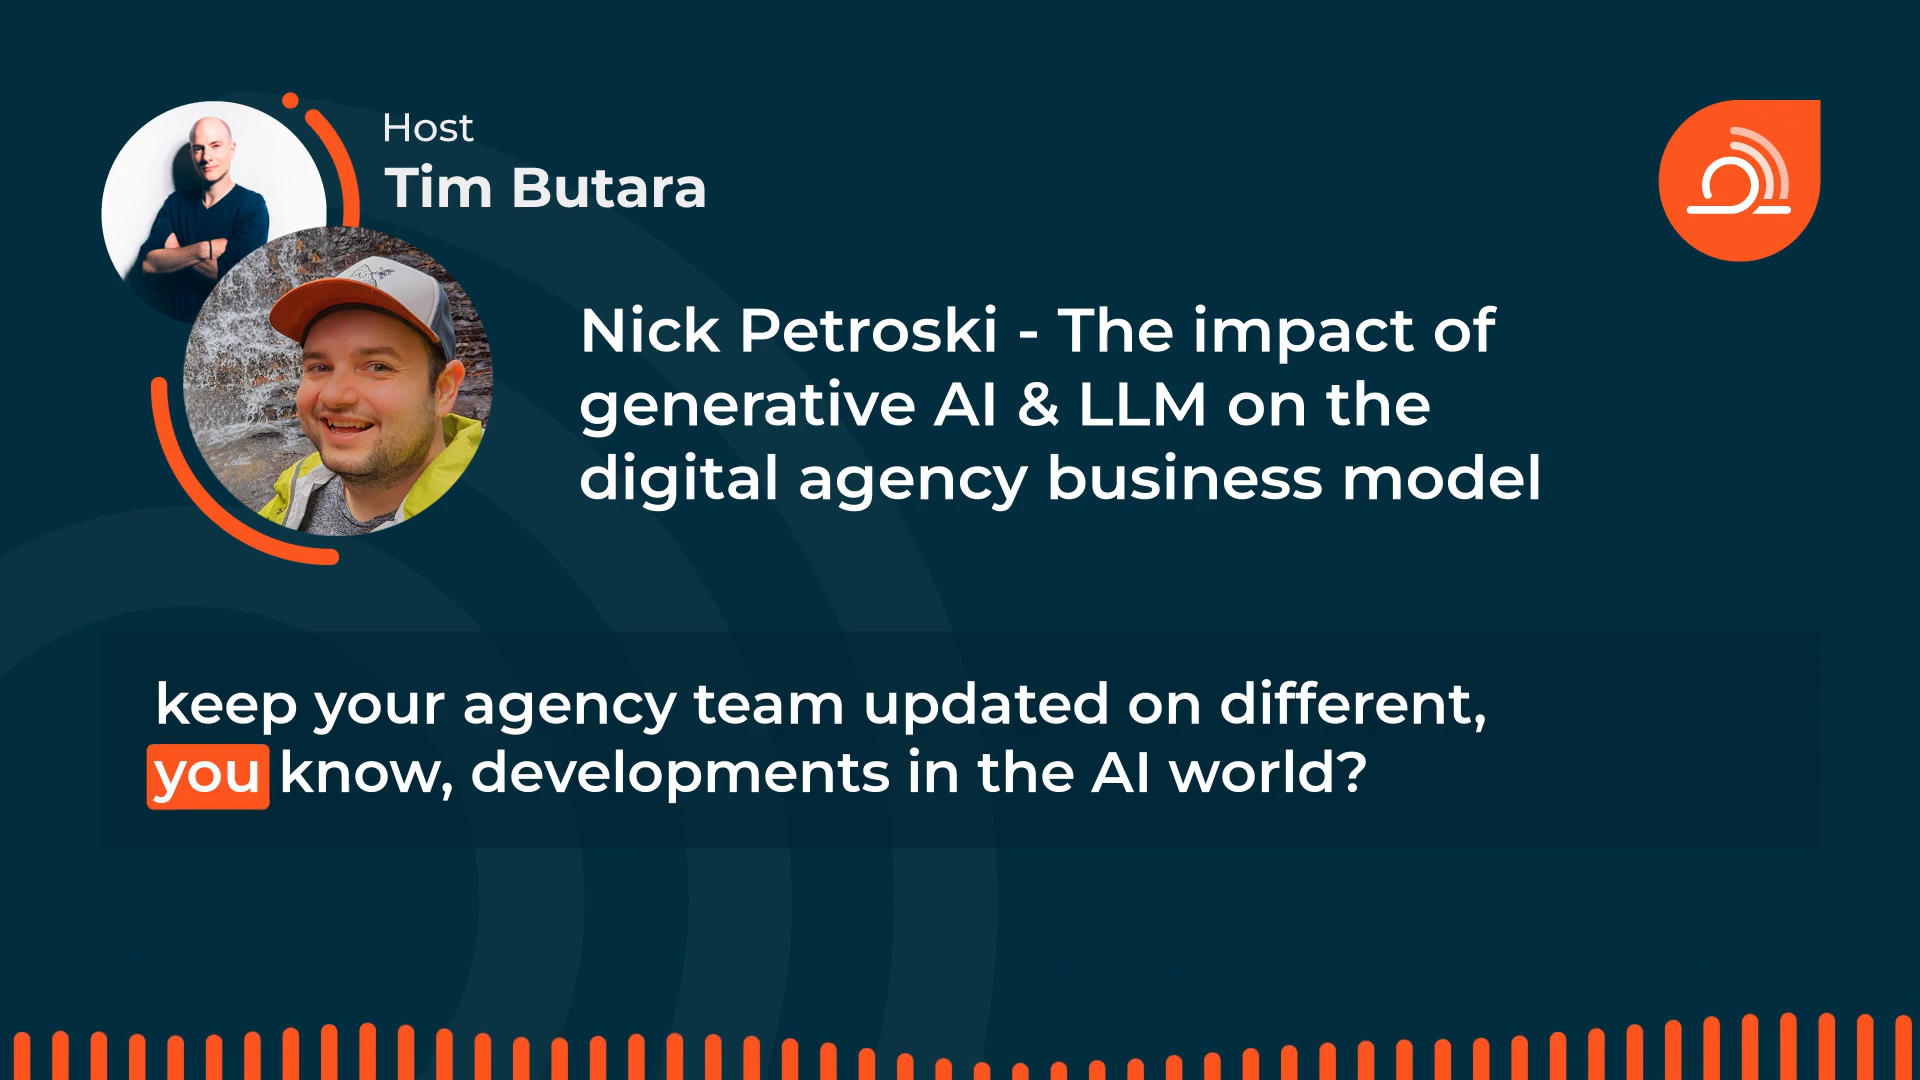 Host
Tim Butara
Nick Petroski - The impact of
generative AI & LLM on the
digital agency business model
keep your agency team updated on different,
you know, developments in the AI world?